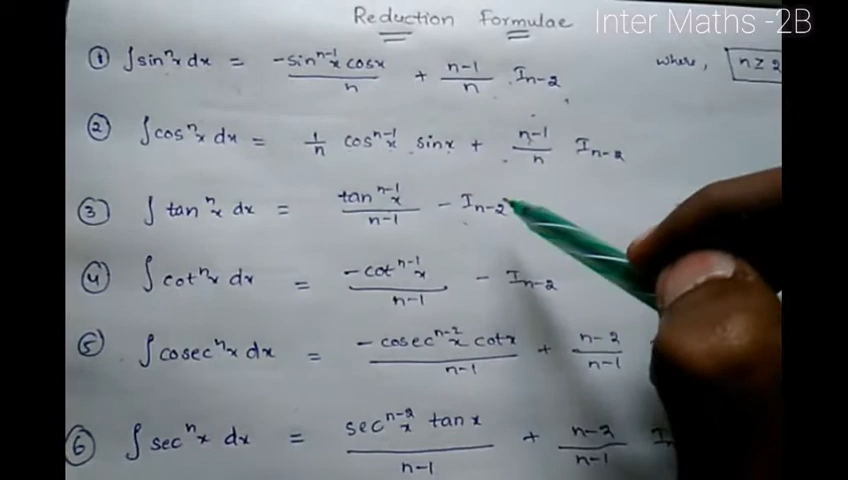 Reduction Formulae
Inter Maths -2B
① ∫sinⁿx dx = -sinⁿ⁻¹x cosx / n + n-1 / n Iₙ₋₂ where, n ≥ 2
② ∫cosⁿx dx = 1/n cosⁿ⁻¹x sinx + n-1 / n Iₙ₋₂
③ ∫ tanⁿx dx = tanⁿ⁻¹x / n-1 - Iₙ₋₂
④ ∫cotⁿx dx = -cotⁿ⁻¹x / n-1 - Iₙ₋₂
⑤ ∫cosecⁿx dx = -cosecⁿ⁻²x cotx / n-1 + n-2 / n-1
⑥ ∫secⁿx dx = secⁿ⁻²x tan x / n-1 + n-2 / n-1 Iₙ